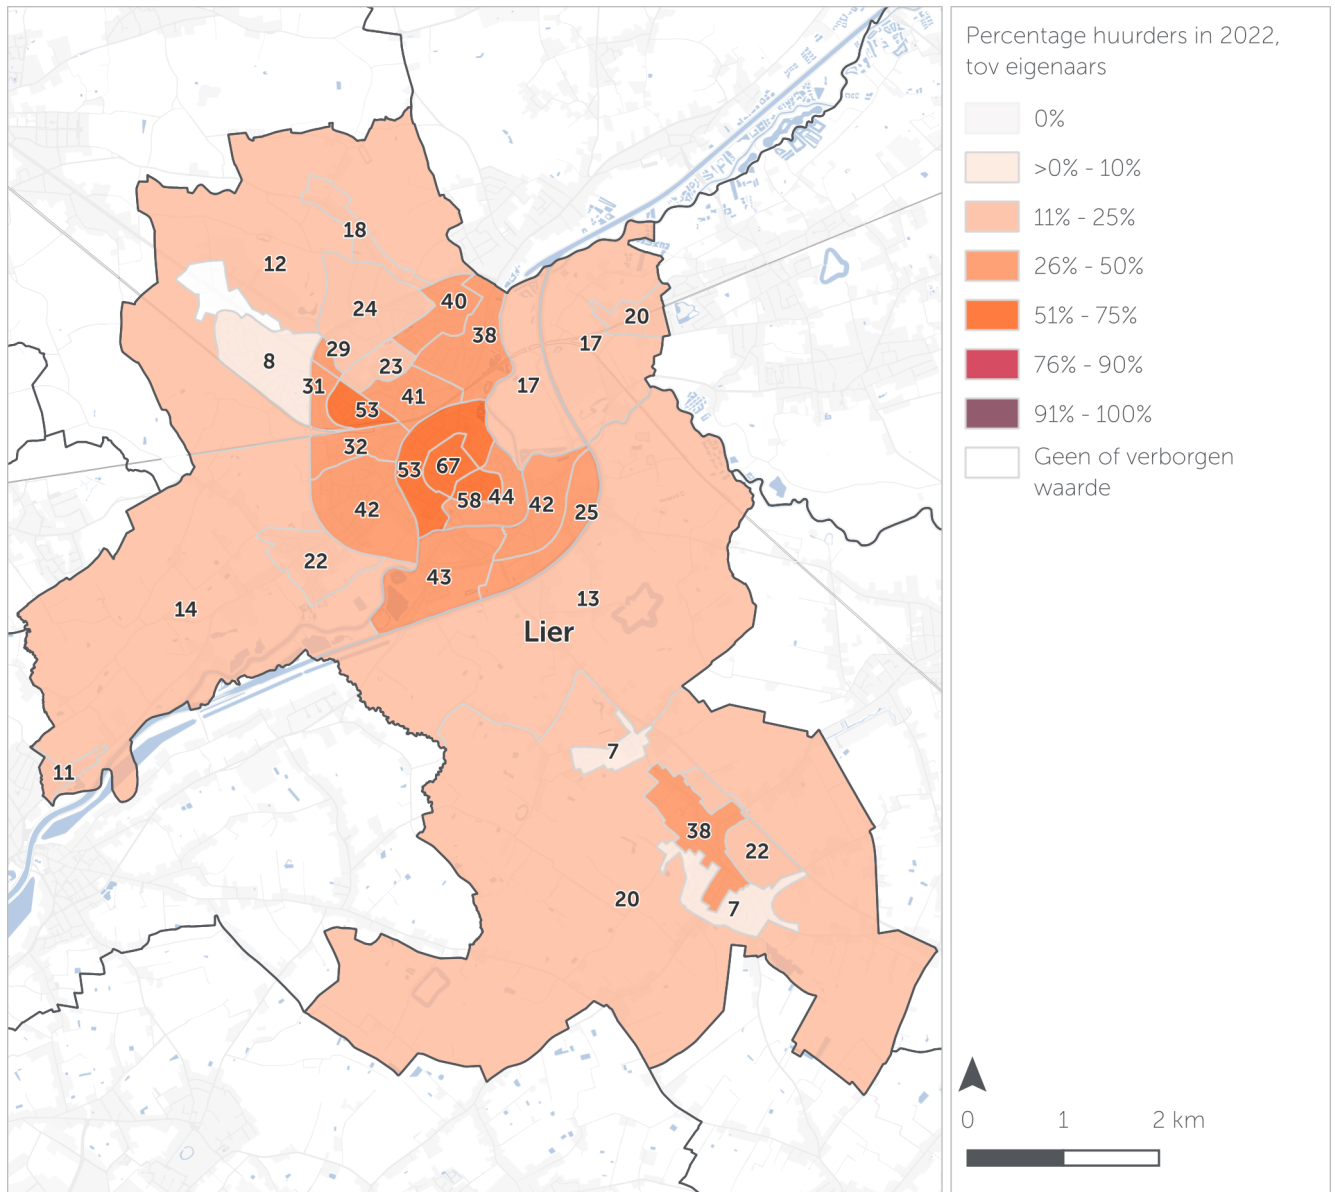 18
12
40
24
20
38
17
29
8
23
17
31
41
53
32
67
53
58 44
42
42
25
22
43
13
14
Lier
7
11
38
22
20
7
Percentage huurders in 2022,
tov eigenaars
0%
>0% - 10%
11% - 25%
26% - 50%
51% - 75%
76% - 90%
91% - 100%
Geen of verborgen
waarde
0 1 2 km